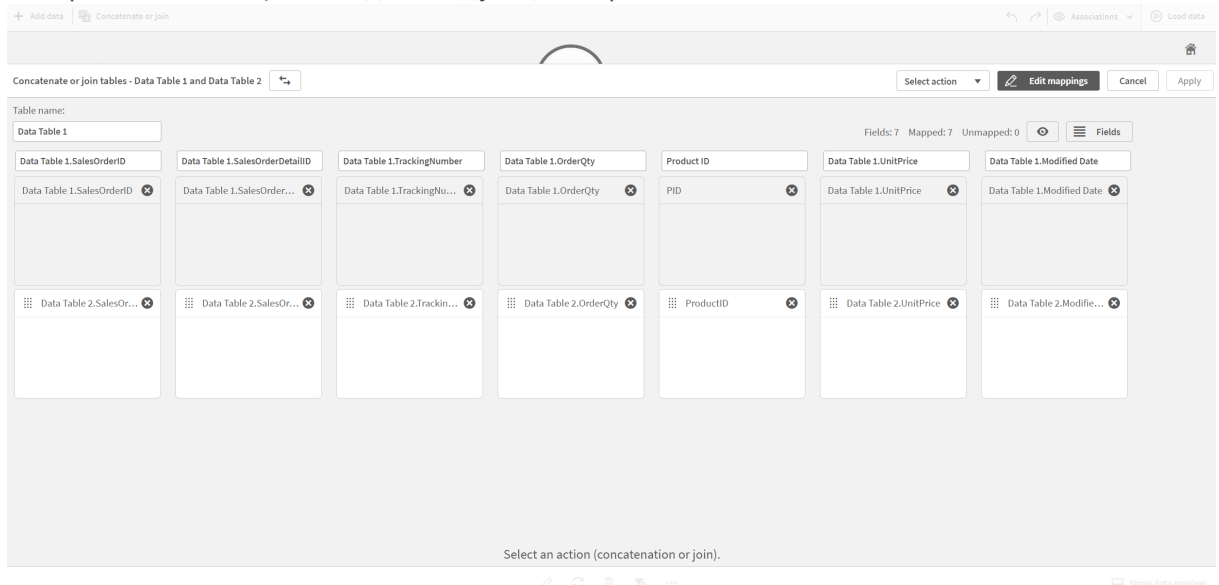 Add data Concatenate or join Associations Load data
Concatenate or join tables - Data Table 1 and Data Table 2 Select action Edit mappings Cancel Apply
Table name:
Data Table 1 Fields: 7 Mapped: 7 Unmapped: 0 Fields
Data Table 1.SalesOrderID Data Table 1.SalesOrderDetailID Data Table 1.TrackingNumber Data Table 1.OrderQty Product ID Data Table 1.UnitPrice Data Table 1.Modified Date
Data Table 1.SalesOrderID Data Table 1.SalesOrder... Data Table 1.TrackingNu... Data Table 1.OrderQty PID Data Table 1.UnitPrice Data Table 1.Modified Date
Data Table 2.SalesOr... Data Table 2.SalesOr... Data Table 2.Trackin... Data Table 2.OrderQty ProductID Data Table 2.UnitPrice Data Table 2.Modifie...
Select an action (concatenation or join).
Show data preview